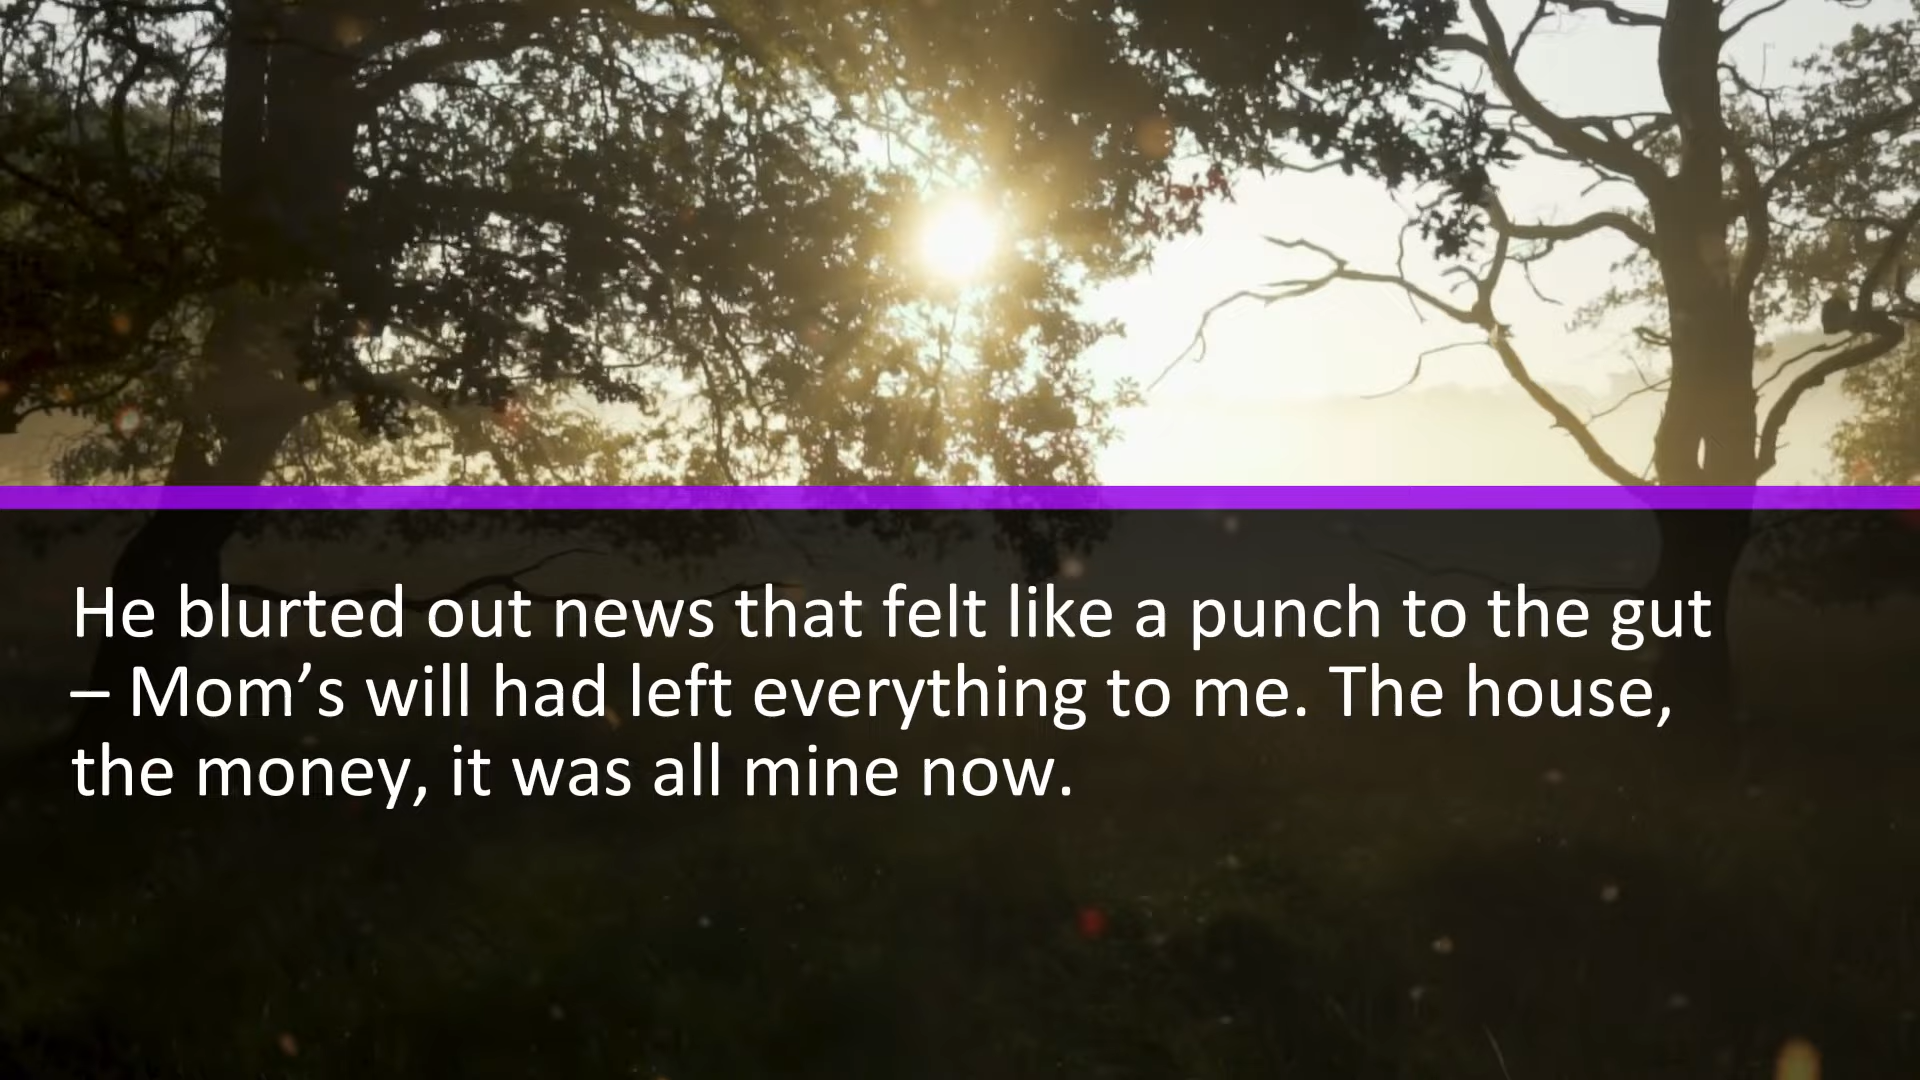 He blurted out news that felt like a punch to the gut
– Mom’s will had left everything to me. The house,
the money, it was all mine now.